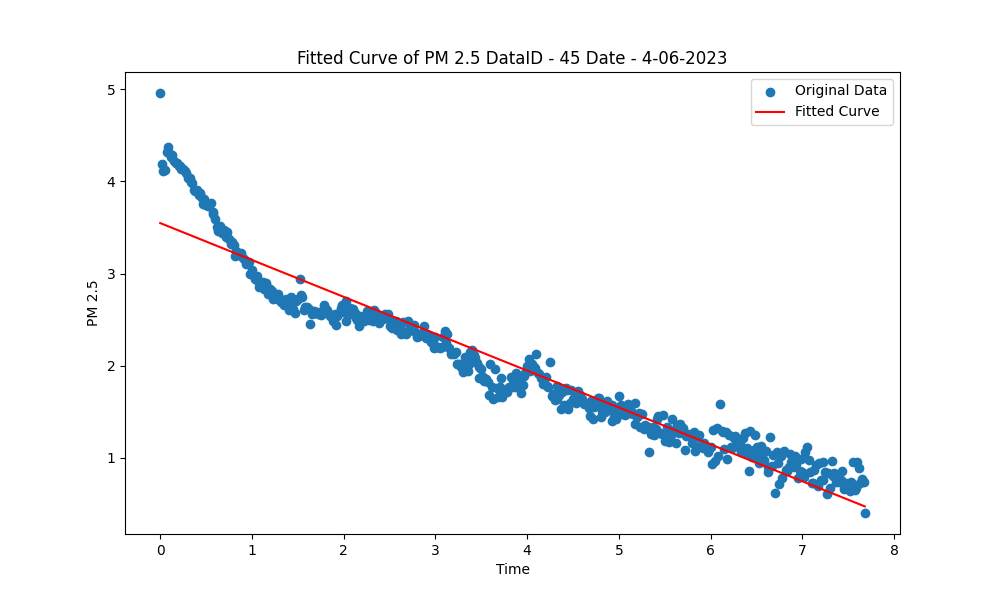 Fitted Curve of PM 2.5 DataID - 45 Date - 4-06-2023
Original Data
Fitted Curve
5
4
3
2
1
PM 2.5
0 1 2 3 4 5 6 7 8
Time